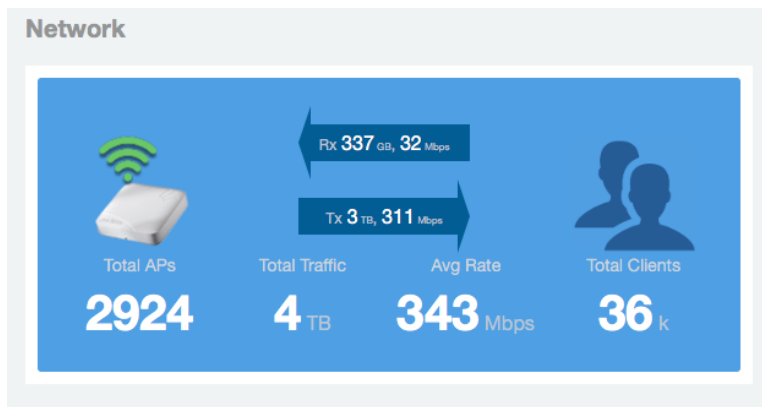 Network
Rx 337 GB, 32 Mbps
Tx 3 TB, 311 Mbps
Total APs Total Traffic Avg Rate Total Clients
2924 4 TB 343 Mbps 36 k